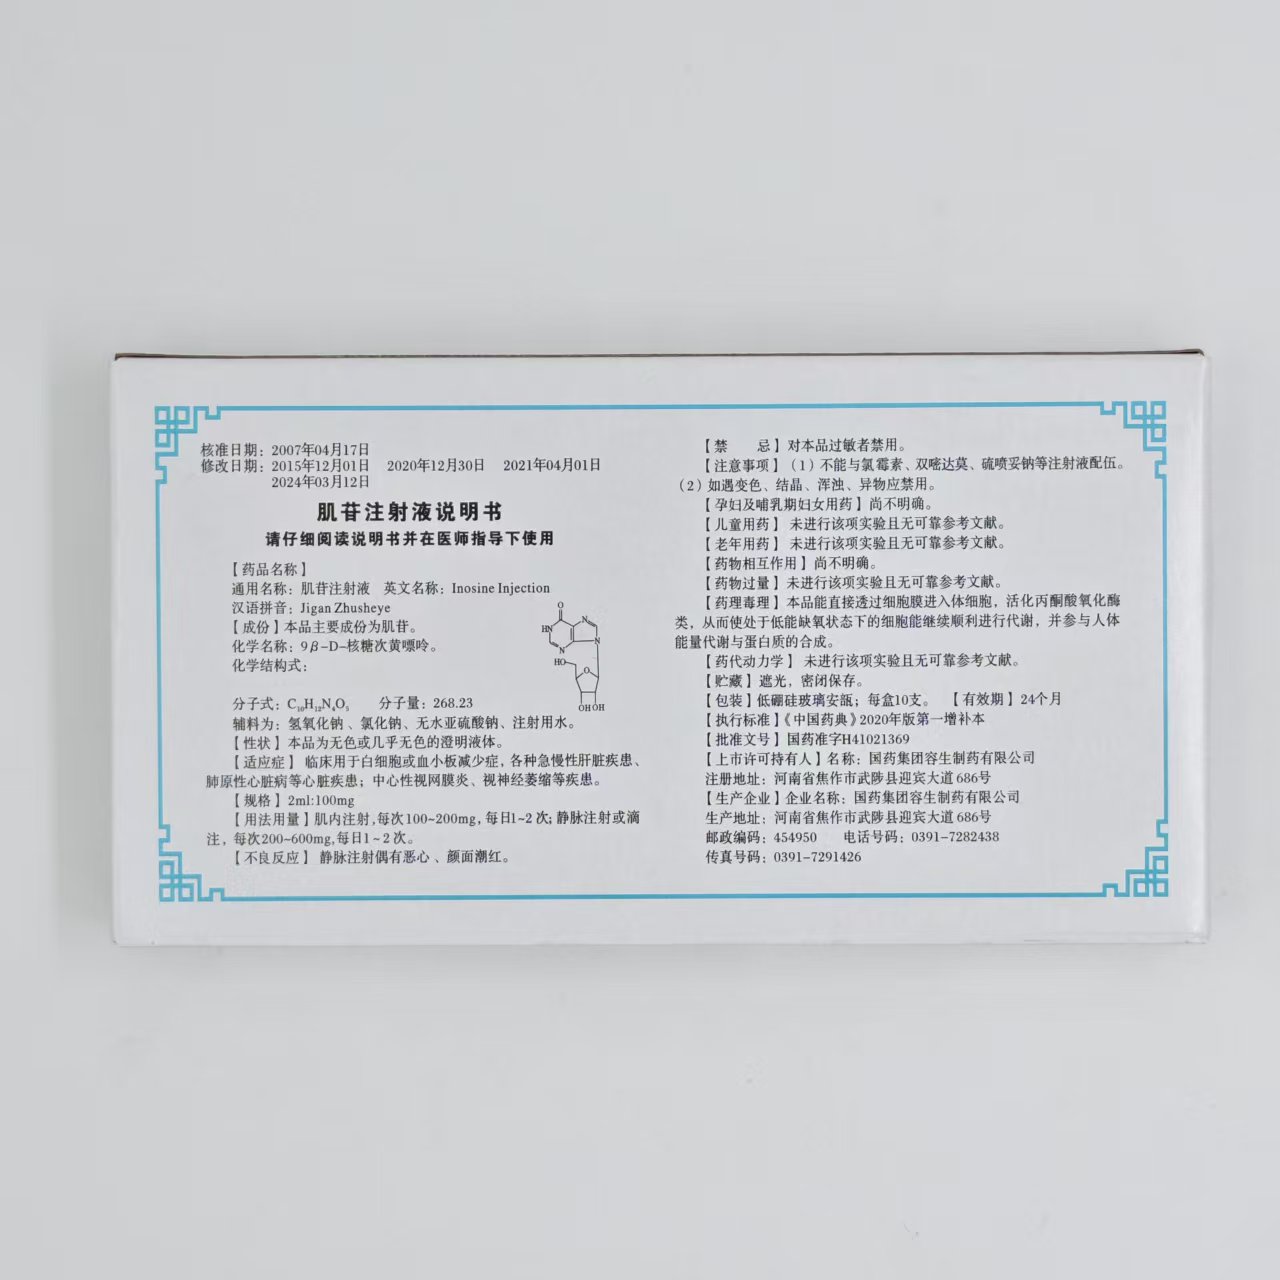 核准日期：2007年04月17日
修改日期：2015年12月01日 2020年12月30日 2021年04月01日
2024年03月12日
肌苷注射液说明书
请仔细阅读说明书并在医师指导下使用
【药品名称】
通用名称：肌苷注射液 英文名称：Inosine Injection
汉语拼音：Jigan Zhusheye
【成份】本品主要成份为肌苷。
化学名称：9β-D-核糖次黄嘌呤。
化学结构式：
O
HN
N
N
N
HO
O
OH OH
分子式：C₁₀H₁₂N₄O₅ 分子量：268.23
辅料为：氢氧化钠、氯化钠、无水亚硫酸钠、注射用水。
【性状】本品为无色或几乎无色的澄明液体。
【适应症】 临床用于白细胞或血小板减少症，各种急慢性肝脏疾患、
肺原性心脏病等心脏疾患；中心性视网膜炎、视神经萎缩等疾患。
【规格】2ml:100mg
【用法用量】肌内注射,每次100~200mg,每日1~2次；静脉注射或滴
注，每次200~600mg,每日1~2次。
【不良反应】 静脉注射偶有恶心、颜面潮红。
【禁 忌】对本品过敏者禁用。
【注意事项】（1）不能与氯霉素、双嘧达莫、硫喷妥钠等注射液配伍。
（2）如遇变色、结晶、浑浊、异物应禁用。
【孕妇及哺乳期妇女用药】尚不明确。
【儿童用药】 未进行该项实验且无可靠参考文献。
【老年用药】 未进行该项实验且无可靠参考文献。
【药物相互作用】尚不明确。
【药物过量】未进行该项实验且无可靠参考文献。
【药理毒理】本品能直接透过细胞膜进入体细胞，活化丙酮酸氧化酶
类，从而使处于低能缺氧状态下的细胞能继续顺利进行代谢，并参与人体
能量代谢与蛋白质的合成。
【药代动力学】 未进行该项实验且无可靠参考文献。
【贮藏】遮光，密闭保存。
【包装】低硼硅玻璃安瓿；每盒10支。 【有效期】24个月
【执行标准】《中国药典》2020年版第一增补本
【批准文号】国药准字H41021369
【上市许可持有人】名称：国药集团容生制药有限公司
注册地址：河南省焦作市武陟县迎宾大道686号
【生产企业】企业名称：国药集团容生制药有限公司
生产地址：河南省焦作市武陟县迎宾大道686号
邮政编码：454950 电话号码：0391-7282438
传真号码：0391-7291426